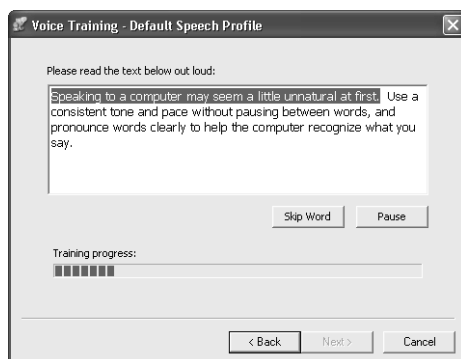 Voice Training - Default Speech Profile
Please read the text below out loud:
Speaking to a computer may seem a little unnatural at first. Use a
consistent tone and pace without pausing between words, and
pronounce words clearly to help the computer recognize what you
say.
Skip Word Pause
Training progress:
< Back Next > Cancel